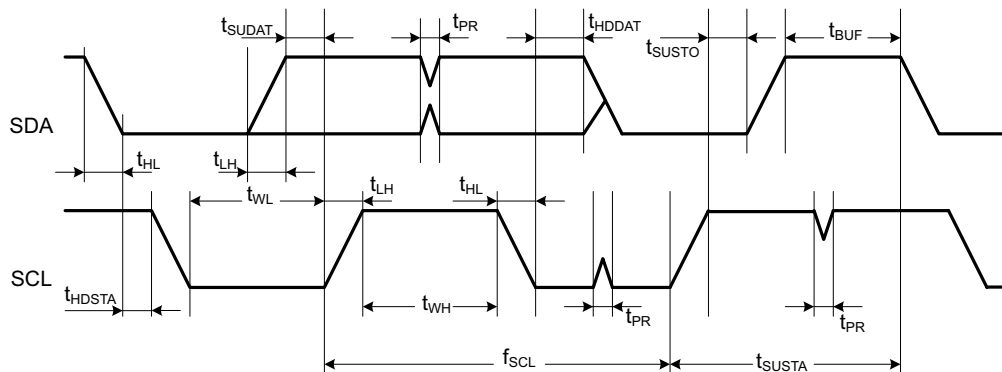 tSUDAT
tPR
tHDDAT
tSUSTO
tBUF
SDA
tHL
tLH
tWL
tLH
tHL
SCL
tHDSTA
tWH
tPR
tPR
fSCL
tSUSTA